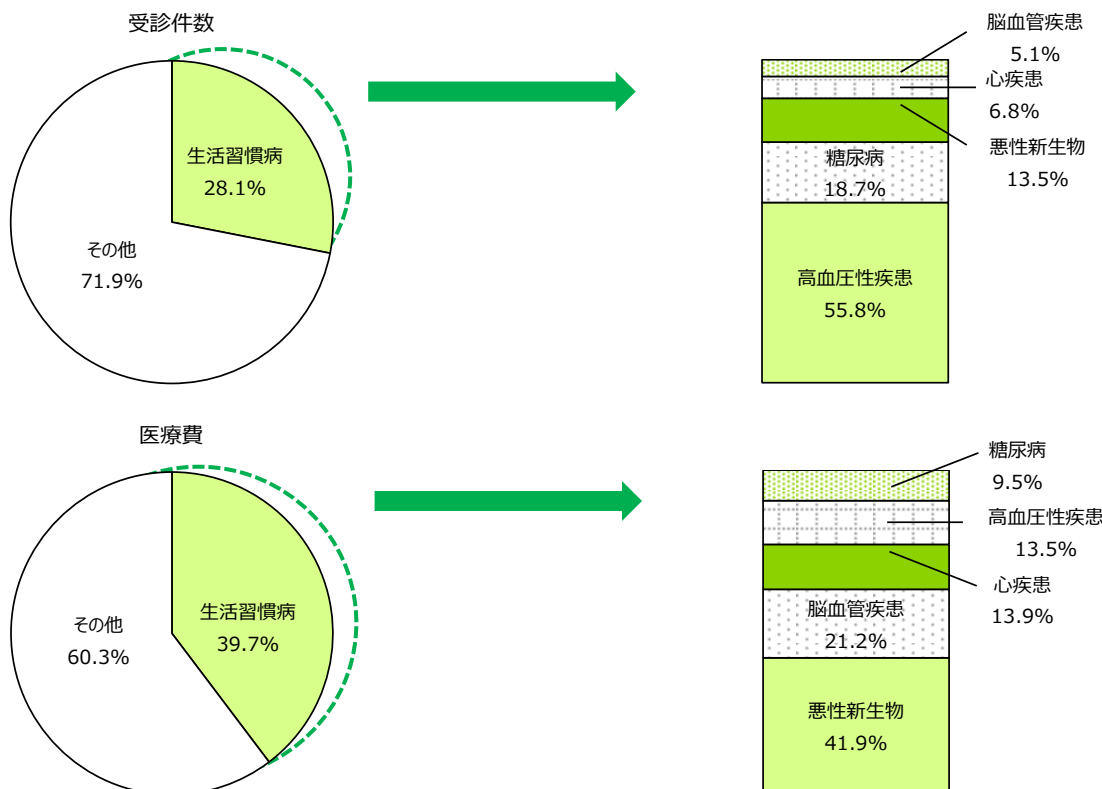 受診件数
生活習慣病
28.1%
その他
71.9%
脳血管疾患
5.1%
心疾患
6.8%
悪性新生物
13.5%
糖尿病
18.7%
高血圧性疾患
55.8%
医療費
生活習慣病
39.7%
その他
60.3%
糖尿病
9.5%
高血圧性疾患
13.5%
心疾患
13.9%
脳血管疾患
21.2%
悪性新生物
41.9%